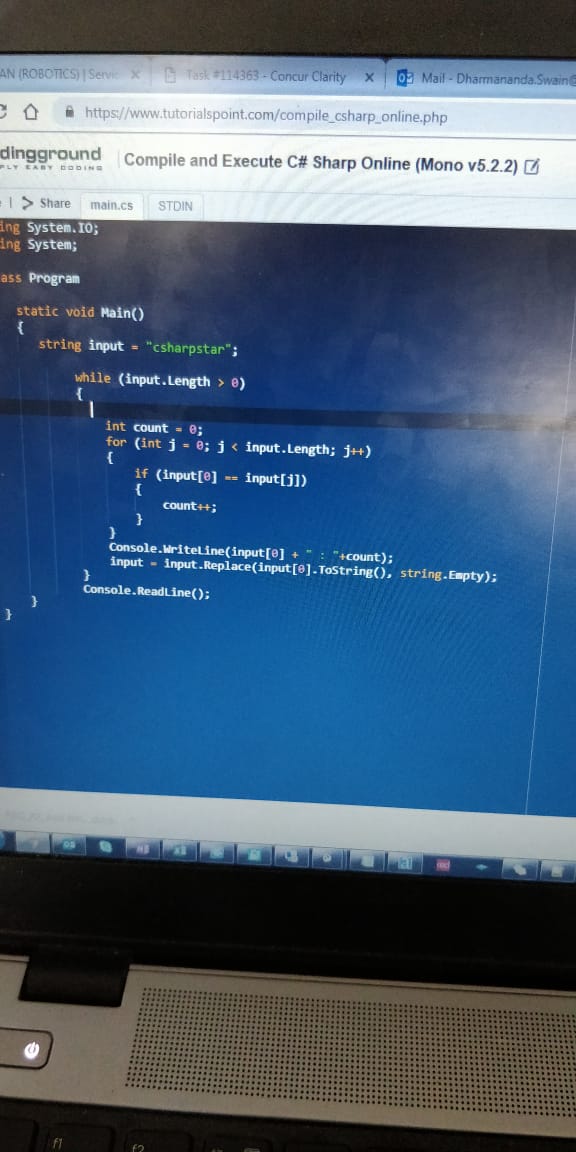 AN (ROBOTICS) | Servic × Task #114363 - Concur Clarity × Mail - Dharmananda.Swain@
https://www.tutorialspoint.com/compile_csharp_online.php
dingground
PLY EASY CODING
Compile and Execute C# Sharp Online (Mono v5.2.2)
Share main.cs STDIN
ing System.IO;
ing System;
ass Program
static void Main()
{
string input = "csharpstar";
while (input.Length > 0)
{
int count = 0;
for (int j = 0; j < input.Length; j++)
{
if (input[0] == input[j])
{
count++;
}
}
Console.WriteLine(input[0] + " : "+count);
input = input.Replace(input[0].ToString(), string.Empty);
}
Console.ReadLine();
}
}
f1
f2